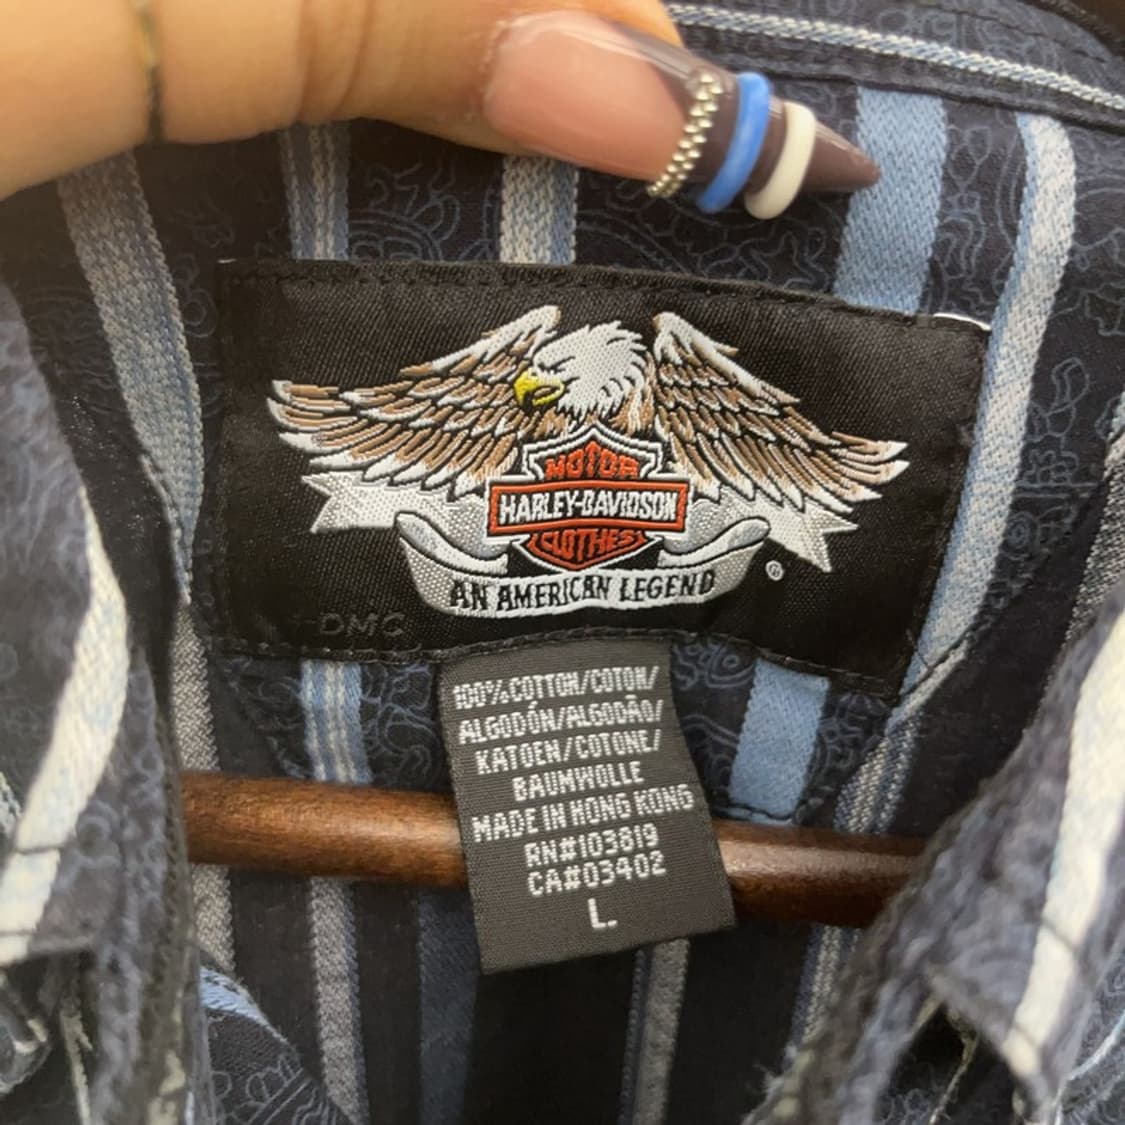 MOTOR
HARLEY-DAVIDSON
CLOTHES
AN AMERICAN LEGEND
®
DMC
100% COTTON/COTON/
ALGODÓN/ALGODÃO/
KATOEN/COTONE/
BAUMWOLLE
MADE IN HONG KONG
RN#103819
CA#03402
L.